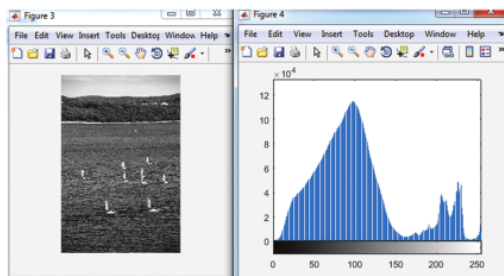 Figure 3
File Edit View Insert Tools Desktop Window Help
Figure 4
File Edit View Insert Tools Desktop Window Help
× 10⁴
12
10
8
6
4
2
0
0 50 100 150 200 250